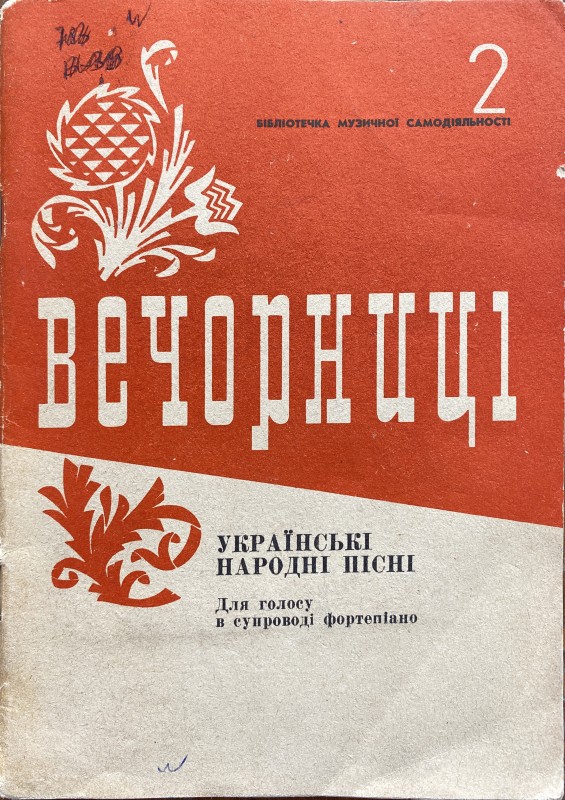 2
БІБЛІОТЕЧКА МУЗИЧНОЇ САМОДІЯЛЬНОСТІ
Вечорниці
УКРАЇНСЬКІ
НАРОДНІ ПІСНІ
Для голосу
в супроводі фортепіано